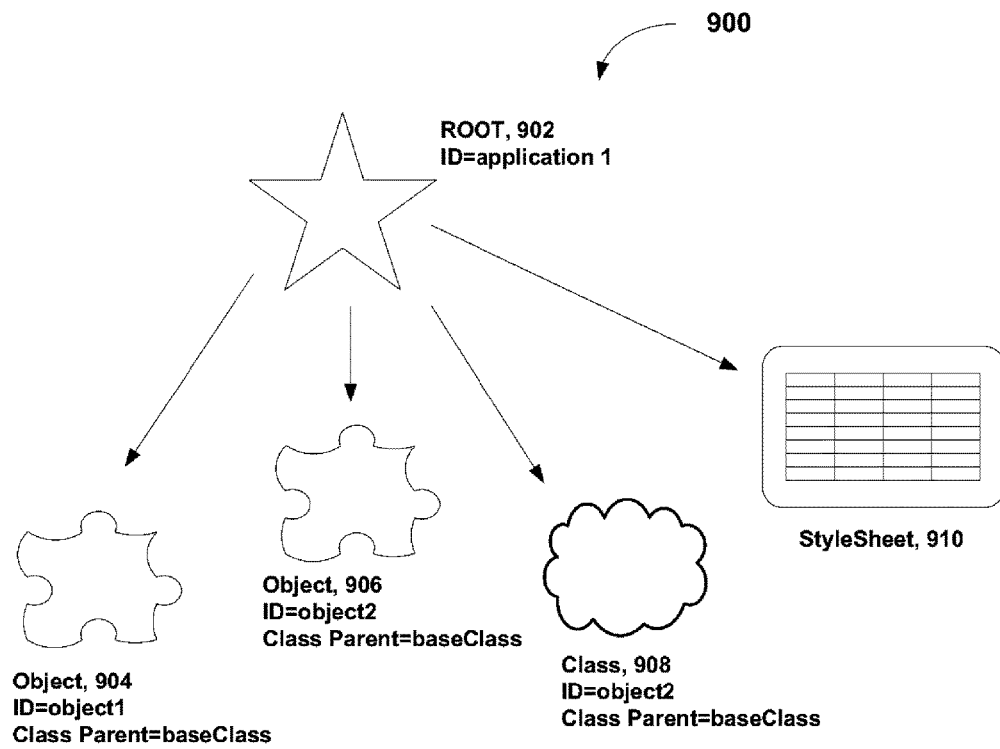 900
ROOT, 902
ID=application 1
StyleSheet, 910
Object, 906
ID=object2
Class Parent=baseClass
Class, 908
ID=object2
Class Parent=baseClass
Object, 904
ID=object1
Class Parent=baseClass